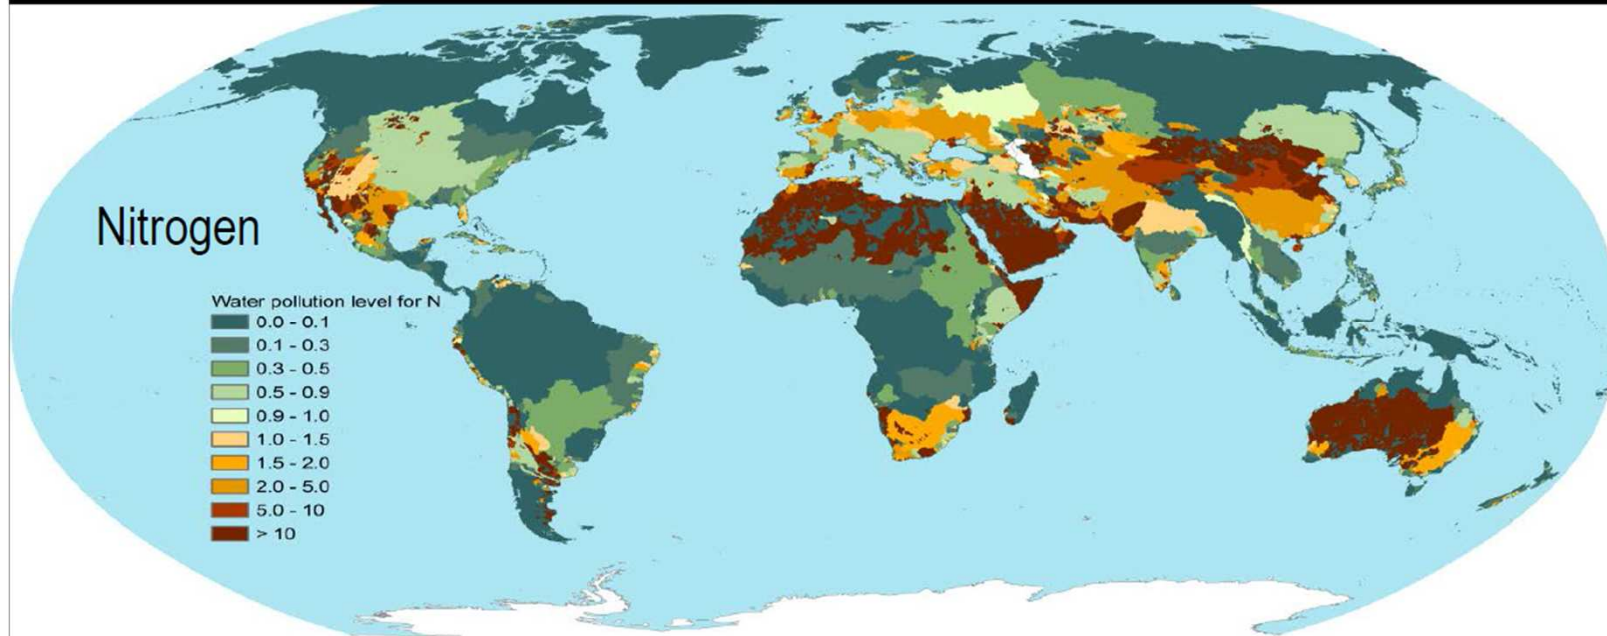 Nitrogen
Water pollution level for N
0.0 - 0.1
0.1 - 0.3
0.3 - 0.5
0.5 - 0.9
0.9 - 1.0
1.0 - 1.5
1.5 - 2.0
2.0 - 5.0
5.0 - 10
> 10